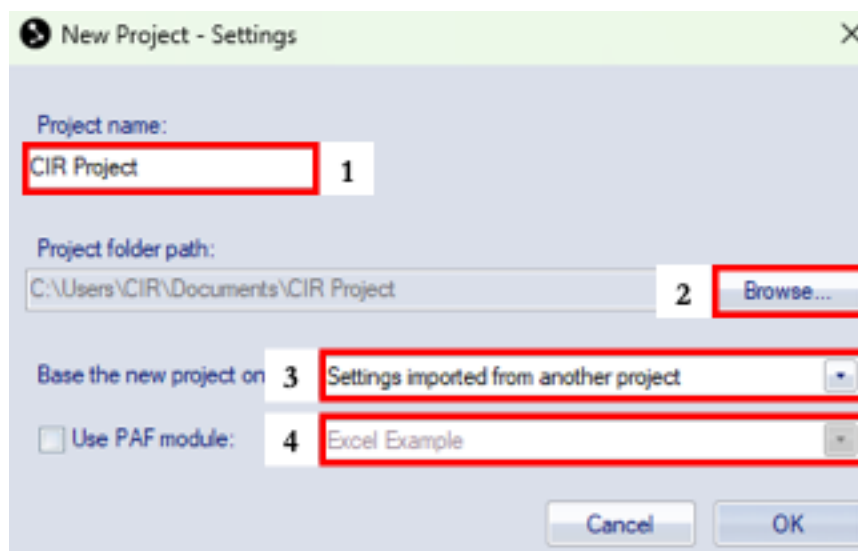 New Project - Settings
Project name:
CIR Project 1
Project folder path:
C:\Users\CIR\Documents\CIR Project 2 Browse...
Base the new project on 3 Settings imported from another project
Use PAF module: 4 Excel Example
Cancel OK